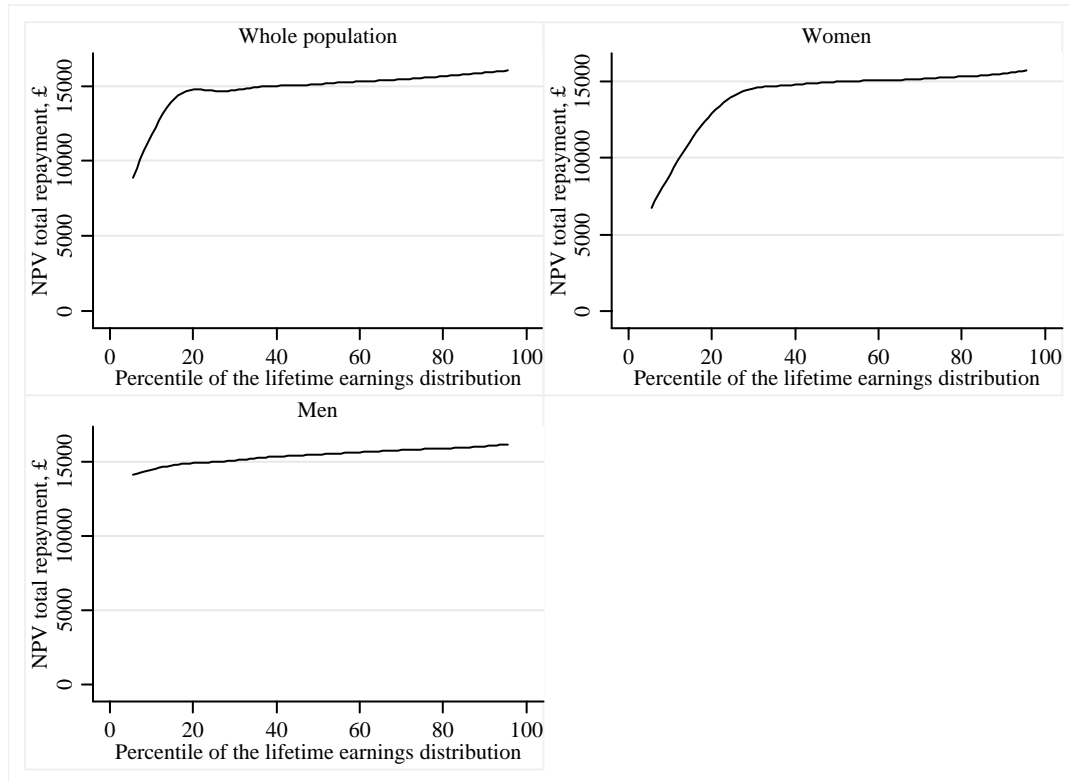 Whole population
NPV total repayment, £
15000
10000
5000
0
0 20 40 60 80 100
Percentile of the lifetime earnings distribution
Women
NPV total repayment, £
15000
10000
5000
0
0 20 40 60 80 100
Percentile of the lifetime earnings distribution
Men
NPV total repayment, £
15000
10000
5000
0
0 20 40 60 80 100
Percentile of the lifetime earnings distribution